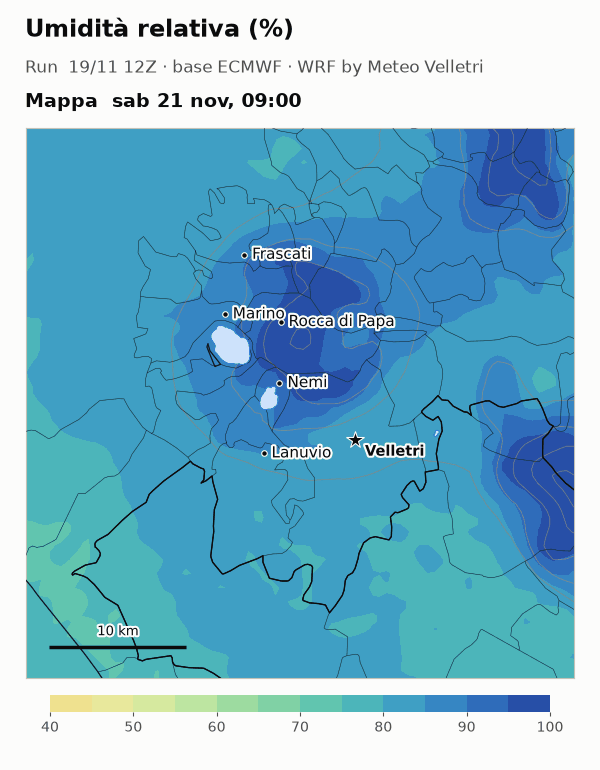 Umidità relativa (%)
Run  19/11 12Z · base ECMWF · WRF by Meteo Velletri
Mappa  sab 21 nov, 09:00
Frascati
Marino
Rocca di Papa
Nemi
Velletri
Lanuvio
10 km
40 50 60 70 80 90 100